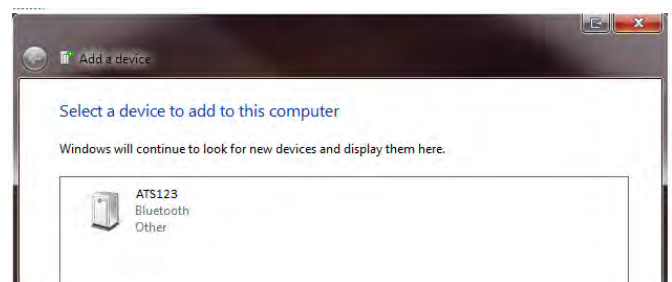 Add a device
Select a device to add to this computer
Windows will continue to look for new devices and display them here.
ATS123
Bluetooth
Other